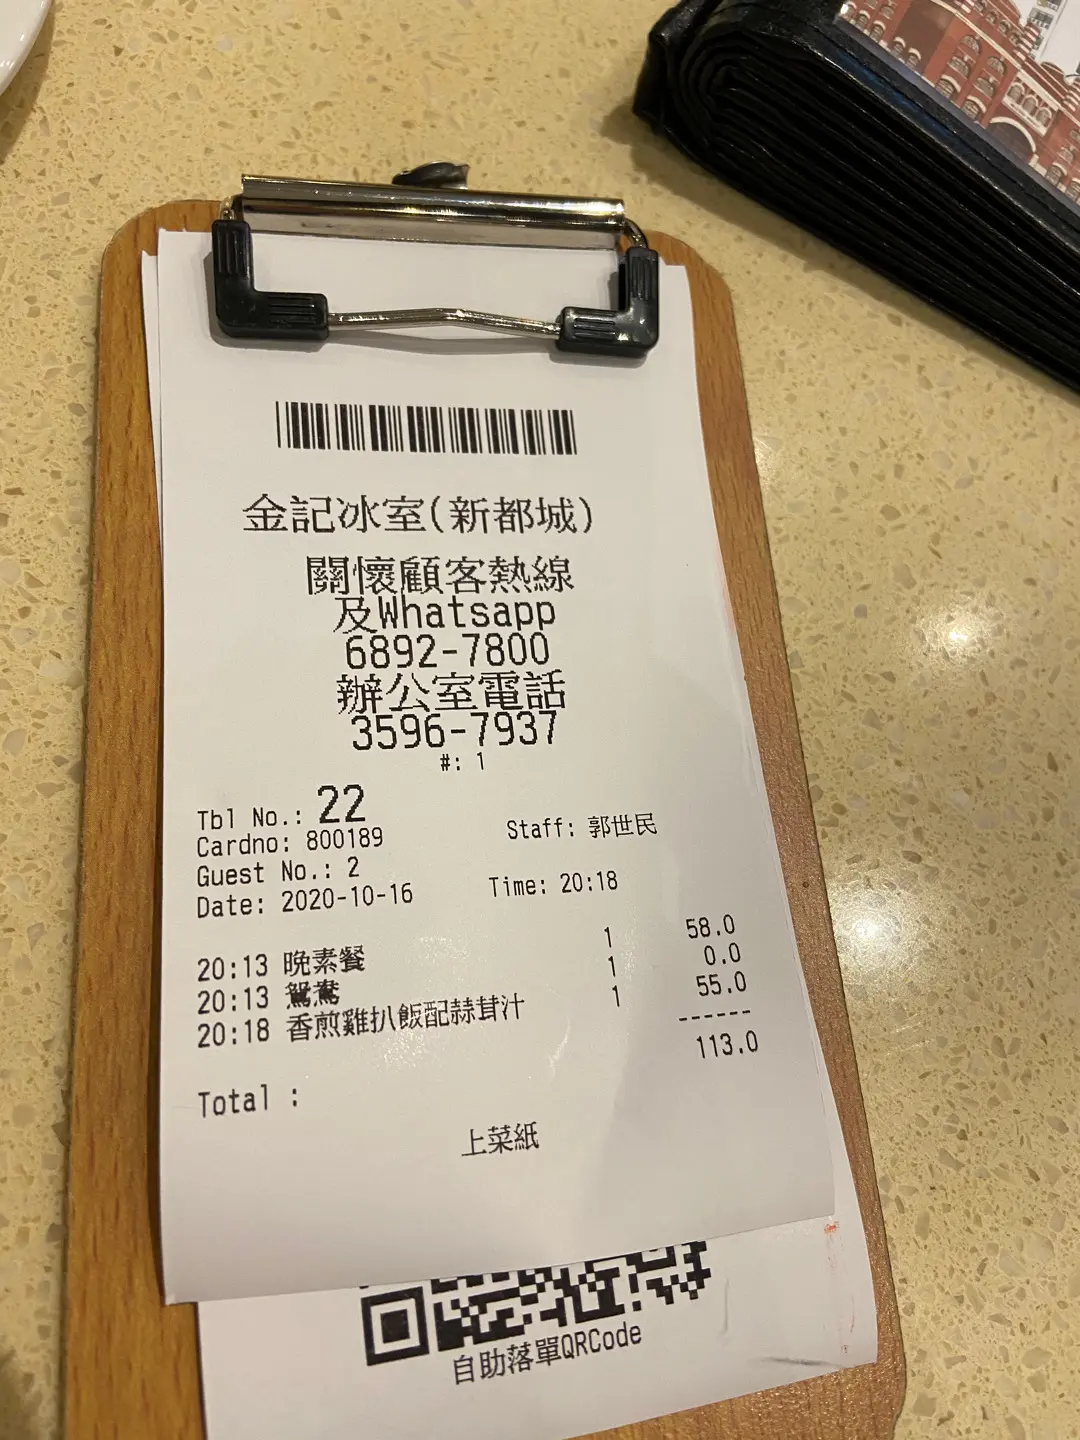 金記冰室(新都城)
關懷顧客熱線
及Whatsapp
6892-7800
辦公室電話
3596-7937
#: 1
Tbl No.: 22
Cardno: 800189 Staff: 郭世民
Guest No.: 2
Date: 2020-10-16 Time: 20:18
20:13 晚素餐 1 58.0
20:13 鴛鴦 1 0.0
20:18 香煎雞扒飯配蒜茸汁 1 55.0
------
Total : 113.0
上菜紙
自助落單QRCode